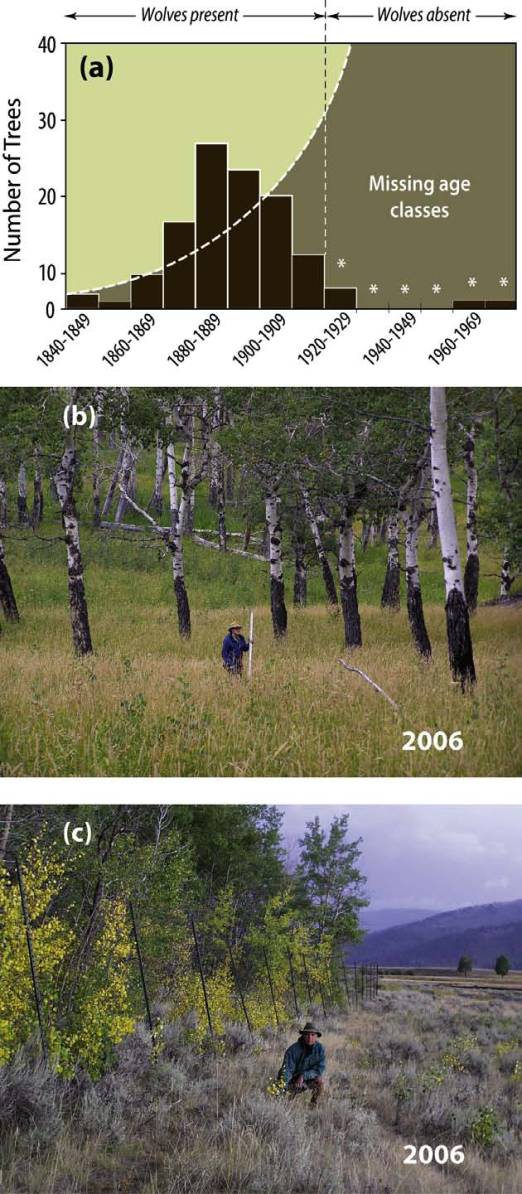 Wolves present
Wolves absent
(a)
40
30
20
10
0
Number of Trees
Missing age
classes
*
*
*
*
*
*
1840-1849
1860-1869
1880-1889
1900-1909
1920-1929
1940-1949
1960-1969
(b)
2006
(c)
2006